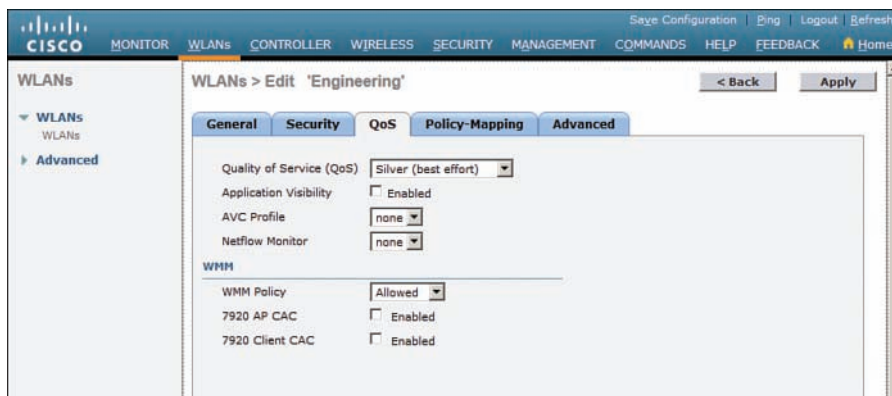 Save Configuration | Ping | Logout | Refresh
CISCO MONITOR WLANs CONTROLLER WIRELESS SECURITY MANAGEMENT COMMANDS HELP FEEDBACK Home
WLANs
WLANs
WLANs
Advanced
WLANs > Edit 'Engineering'
< Back
Apply
General Security QoS Policy-Mapping Advanced
Quality of Service (QoS) Silver (best effort)
Application Visibility Enabled
AVC Profile none
Netflow Monitor none
WMM
WMM Policy Allowed
7920 AP CAC Enabled
7920 Client CAC Enabled